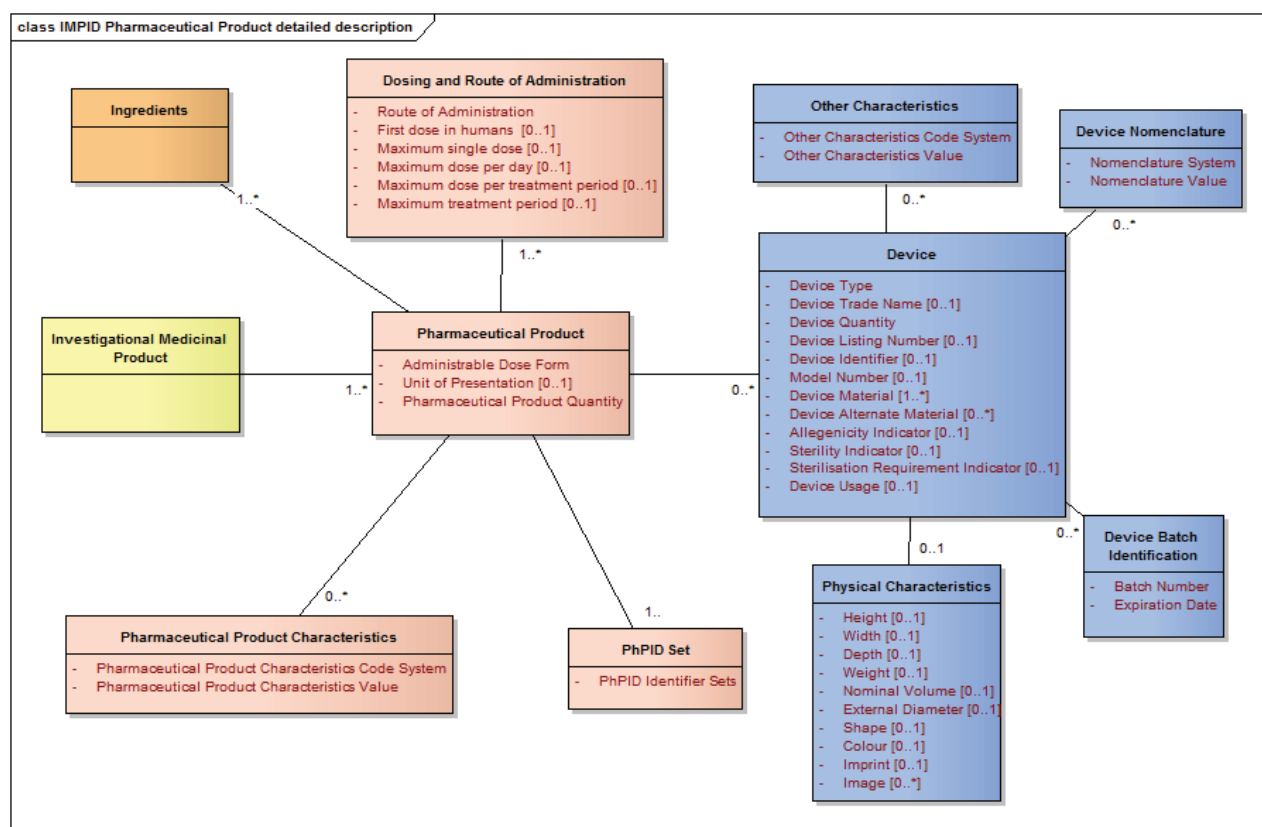 class IMPID Pharmaceutical Product detailed description
Ingredients
1..*
Dosing and Route of Administration
- Route of Administration
- First dose in humans [0..1]
- Maximum single dose [0..1]
- Maximum dose per day [0..1]
- Maximum dose per treatment period [0..1]
- Maximum treatment period [0..1]
1..*
Other Characteristics
- Other Characteristics Code System
- Other Characteristics Value
0..*
Device Nomenclature
- Nomenclature System
- Nomenclature Value
0..*
Investigational Medicinal
Product
1..*
Pharmaceutical Product
- Administrable Dose Form
- Unit of Presentation [0..1]
- Pharmaceutical Product Quantity
0..*
Device
- Device Type
- Device Trade Name [0..1]
- Device Quantity
- Device Listing Number [0..1]
- Device Identifier [0..1]
- Model Number [0..1]
- Device Material [1..*]
- Device Alternate Material [0..*]
- Allegenicity Indicator [0..1]
- Sterility Indicator [0..1]
- Sterilisation Requirement Indicator [0..1]
- Device Usage [0..1]
0..*
Device Batch
Identification
- Batch Number
- Expiration Date
0..1
Physical Characteristics
- Height [0..1]
- Width [0..1]
- Depth [0..1]
- Weight [0..1]
- Nominal Volume [0..1]
- External Diameter [0..1]
- Shape [0..1]
- Colour [0..1]
- Imprint [0..1]
- Image [0..*]
0..*
Pharmaceutical Product Characteristics
- Pharmaceutical Product Characteristics Code System
- Pharmaceutical Product Characteristics Value
1..
PhPID Set
- PhPID Identifier Sets